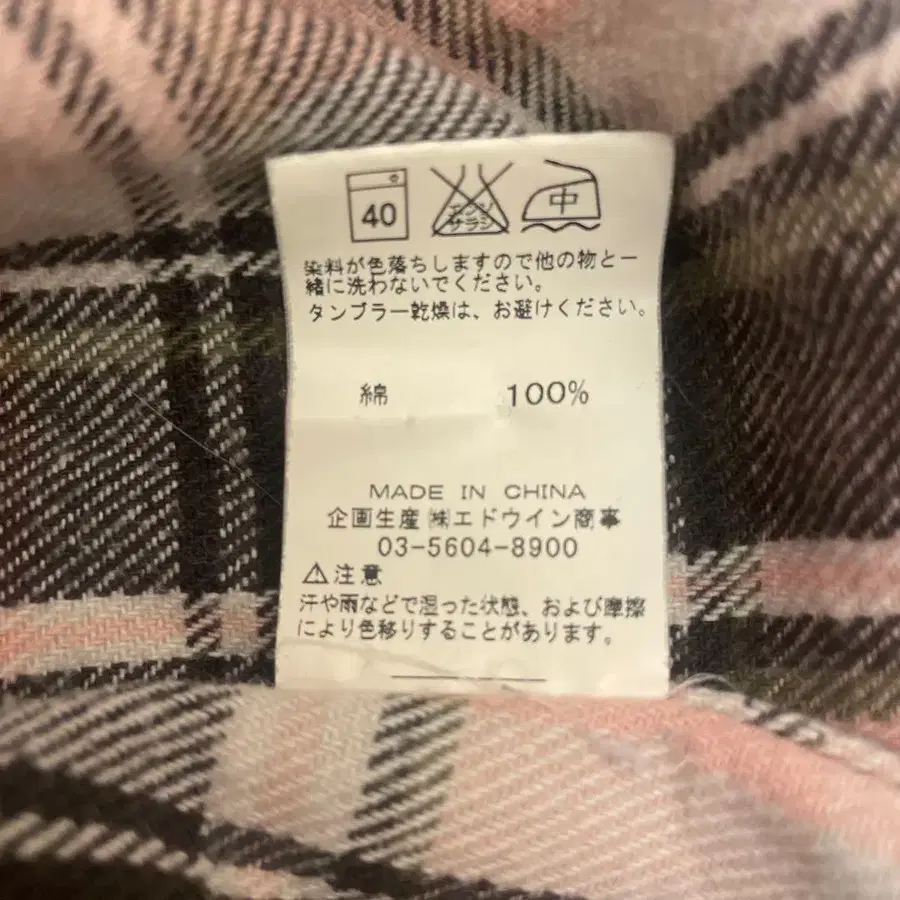 40
エンソ
サラシ
中
染料が色落ちしますので他の物と一
緒に洗わないでください。
タンブラー乾燥は、お避けください。
綿 100%
MADE IN CHINA
企画生産 ㈱エドウイン商事
03-5604-8900
⚠注意
汗や雨などで湿った状態、および摩擦
により色移りすることがあります。